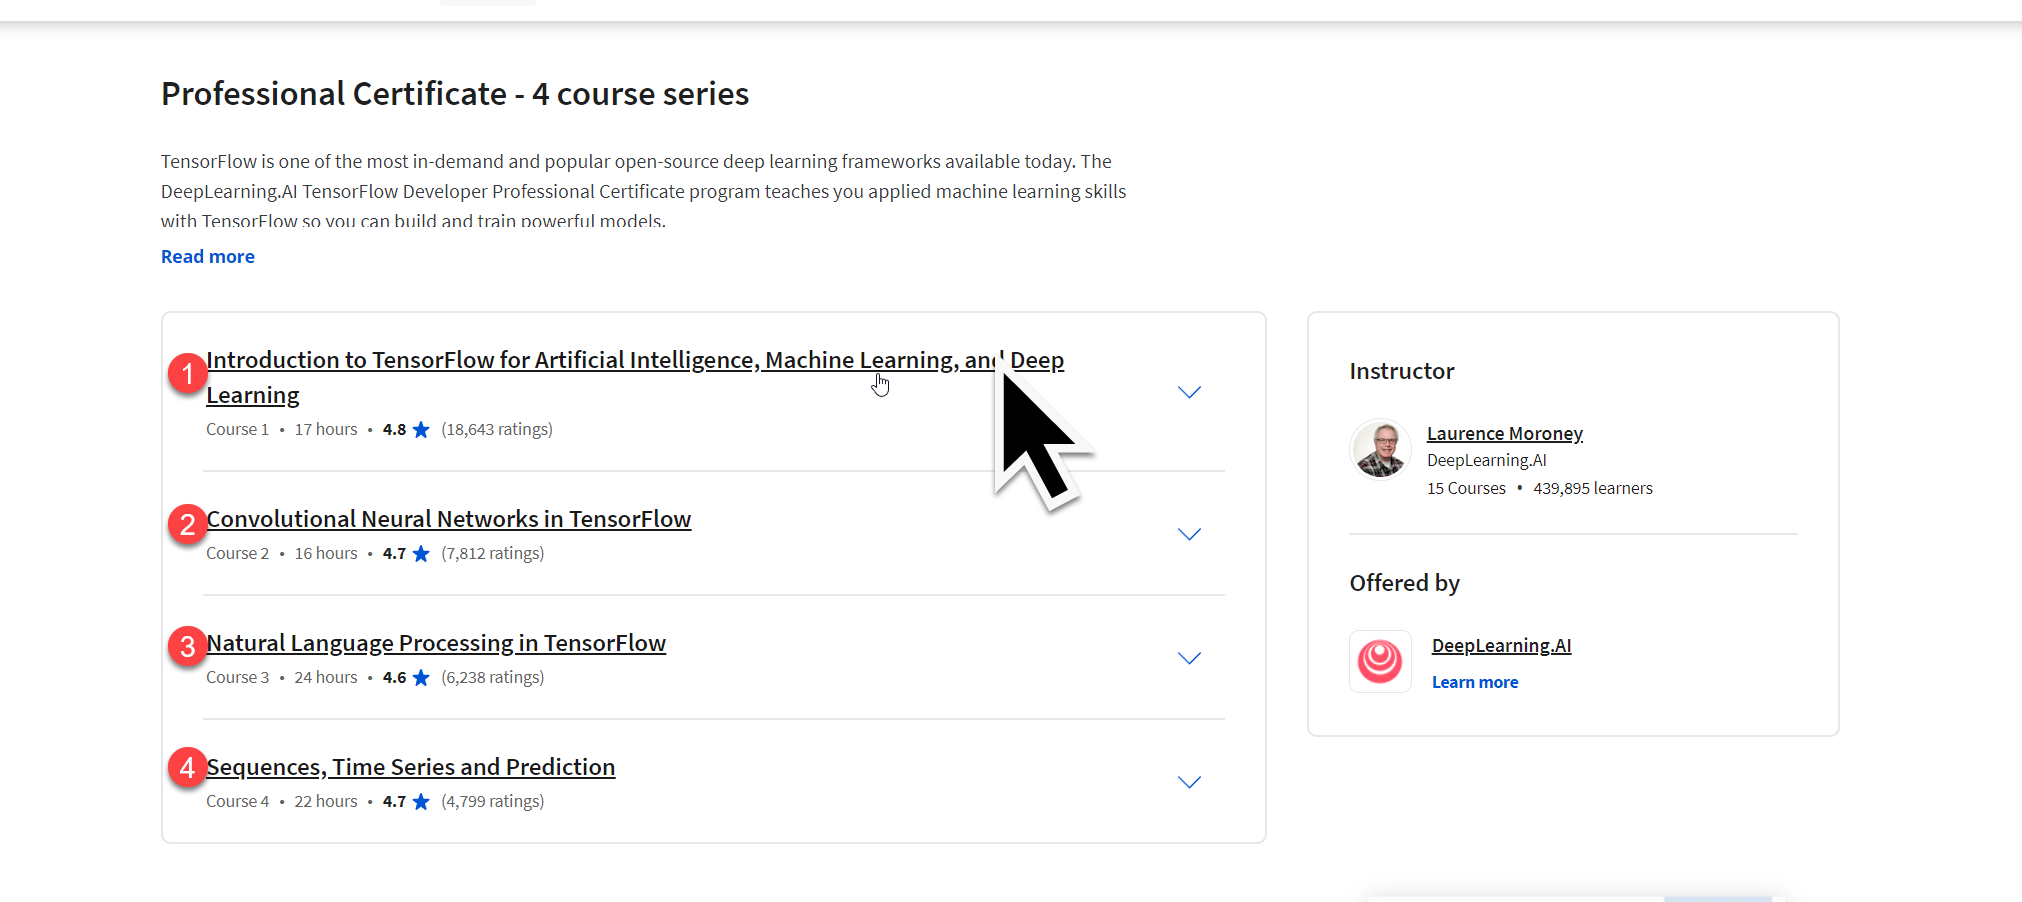 Professional Certificate - 4 course series
TensorFlow is one of the most in-demand and popular open-source deep learning frameworks available today. The
DeepLearning.AI TensorFlow Developer Professional Certificate program teaches you applied machine learning skills
with TensorFlow so you can build and train powerful models.
Read more
1
Introduction to TensorFlow for Artificial Intelligence, Machine Learning, and Deep
Learning
Course 1 • 17 hours • 4.8 ★ (18,643 ratings)
2
Convolutional Neural Networks in TensorFlow
Course 2 • 16 hours • 4.7 ★ (7,812 ratings)
3
Natural Language Processing in TensorFlow
Course 3 • 24 hours • 4.6 ★ (6,238 ratings)
4
Sequences, Time Series and Prediction
Course 4 • 22 hours • 4.7 ★ (4,799 ratings)
Instructor
Laurence Moroney
DeepLearning.AI
15 Courses • 439,895 learners
Offered by
DeepLearning.AI
Learn more